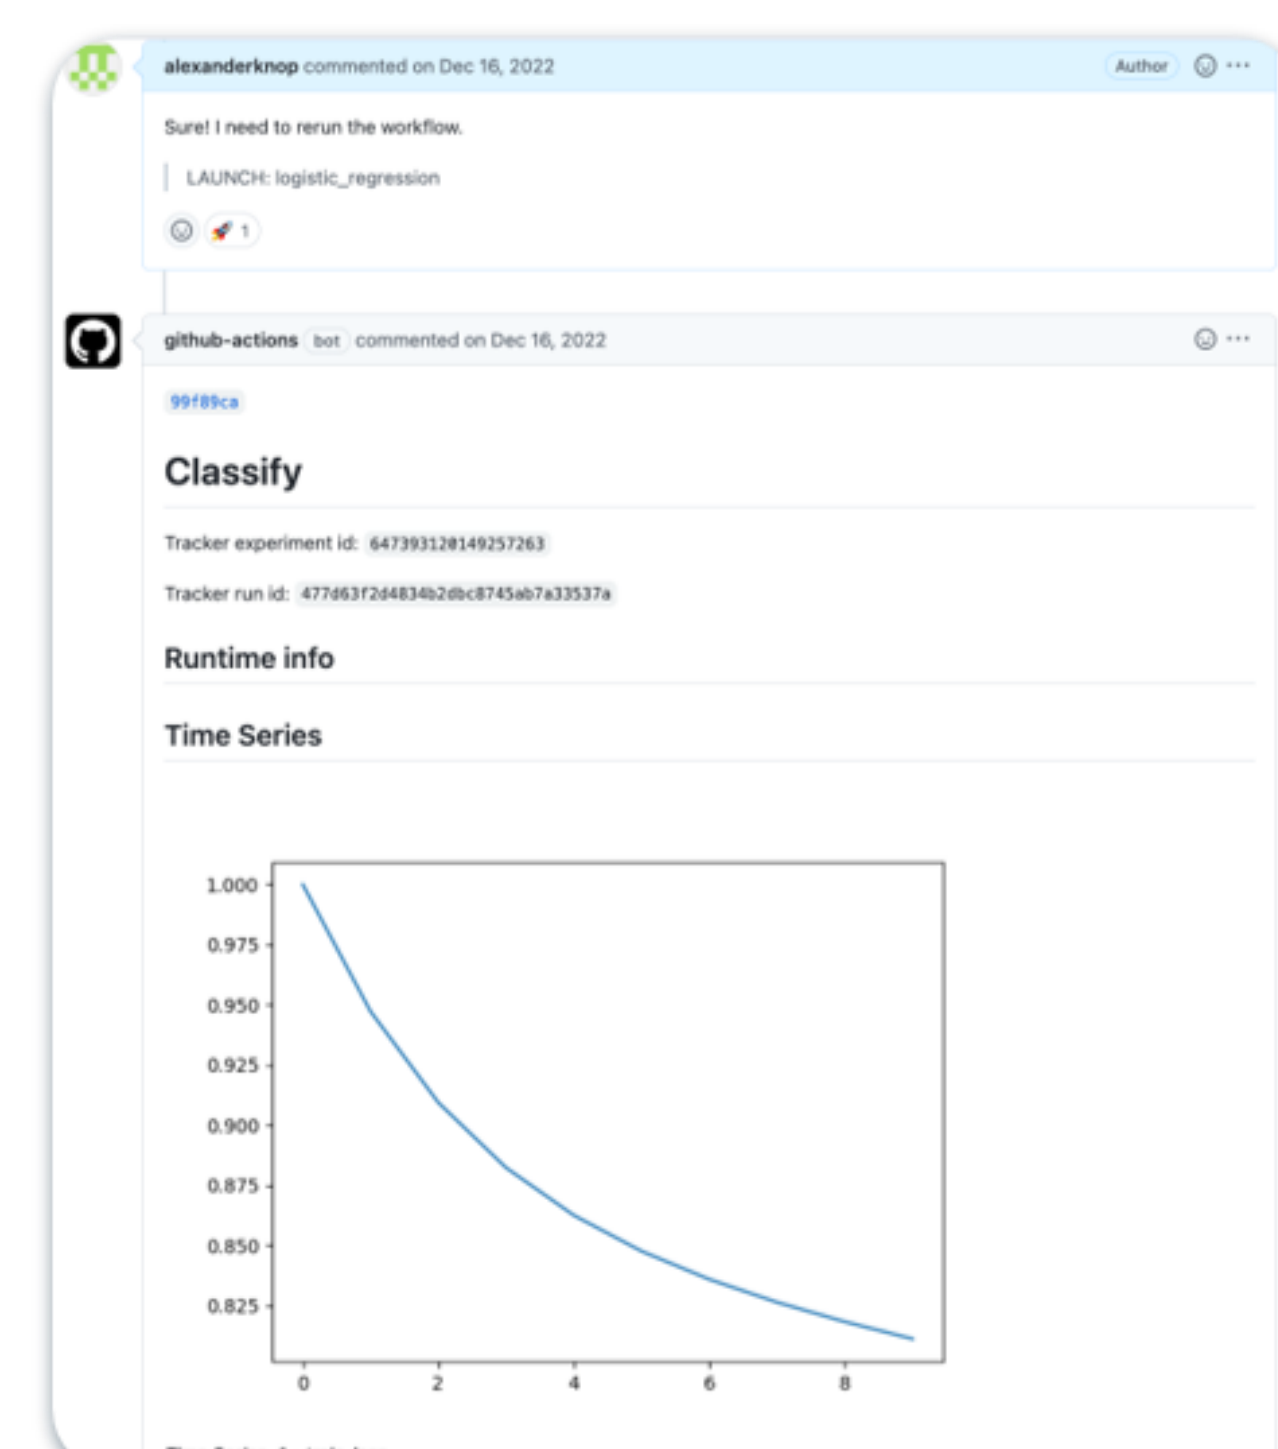 alexanderknop commented on Dec 16, 2022 Author
Sure! I need to rerun the workflow.
LAUNCH: logistic_regression
1
github-actions bot commented on Dec 16, 2022
99f89ca
Classify
Tracker experiment id: 647393120149257263
Tracker run id: 477d63f2d4834b2dbc8745ab7a33537a
Runtime info
Time Series
1.000
0.975
0.950
0.925
0.900
0.875
0.850
0.825
0 2 4 6 8